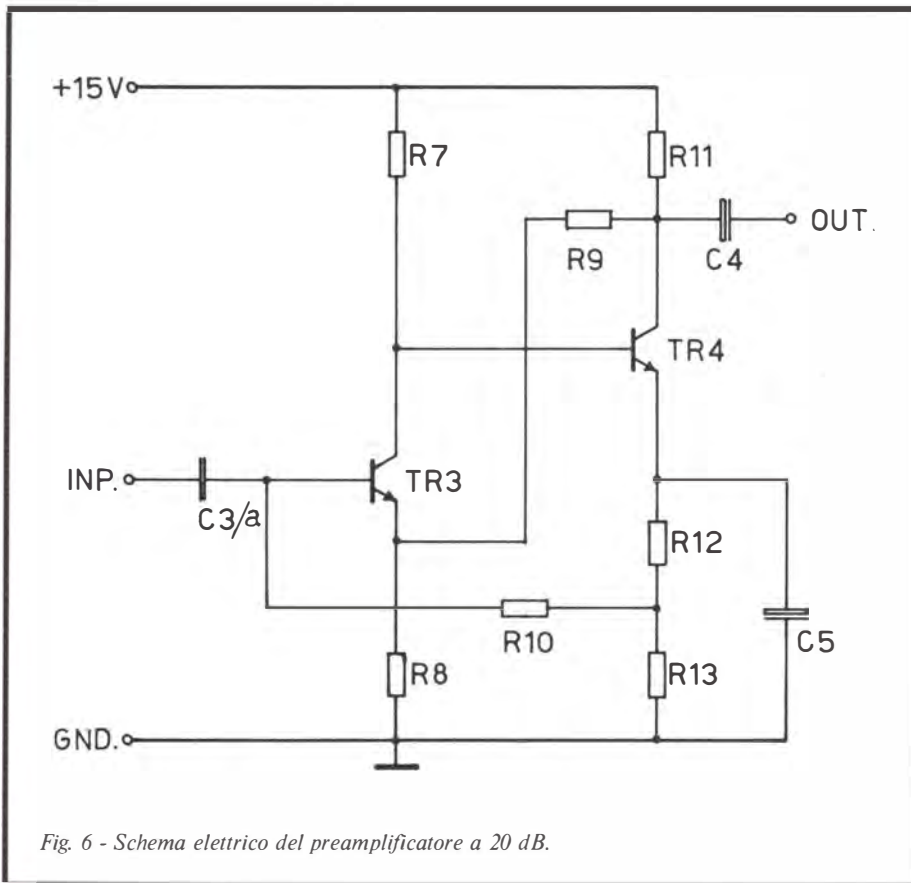 +15V
R7
R11
OUT.
R9
C4
TR4
INP.
TR3
C3/a
R12
R10
C5
R8
R13
GND.
Fig. 6 - Schema elettrico del preamplificatore a 20 dB.